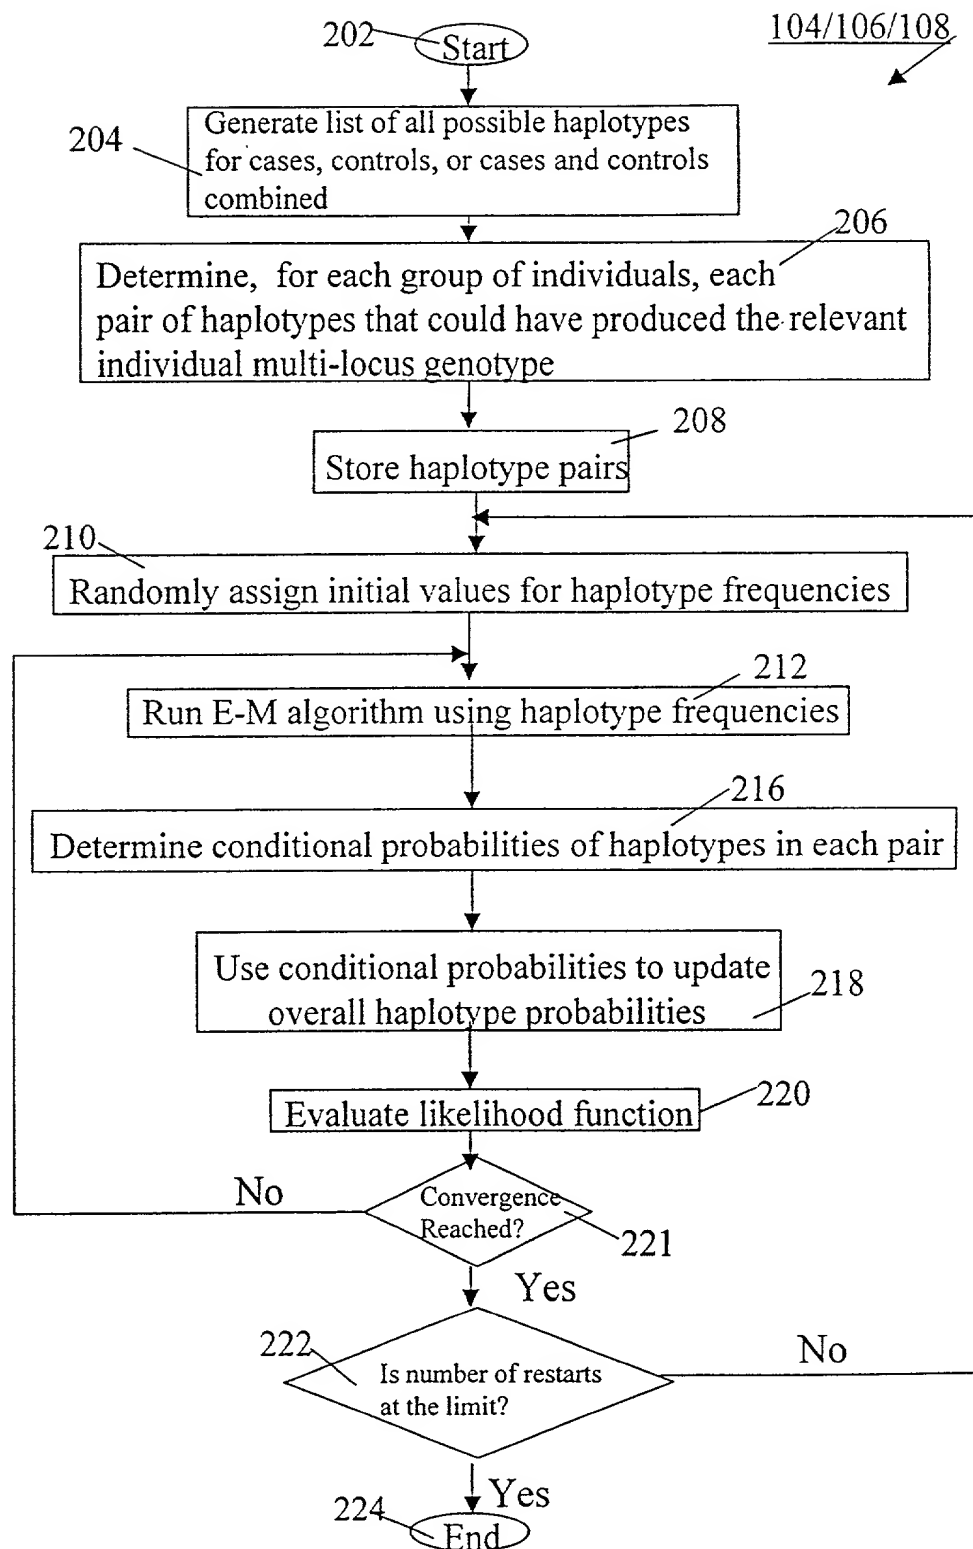 202
Start
104/106/108
204
Generate list of all possible haplotypes
for cases, controls, or cases and controls
combined
206
Determine, for each group of individuals, each
pair of haplotypes that could have produced the relevant
individual multi-locus genotype
208
Store haplotype pairs
210
Randomly assign initial values for haplotype frequencies
212
Run E-M algorithm using haplotype frequencies
216
Determine conditional probabilities of haplotypes in each pair
Use conditional probabilities to update
overall haplotype probabilities
218
Evaluate likelihood function
220
No
Convergence
Reached?
221
Yes
222
Is number of restarts
at the limit?
No
Yes
224
End